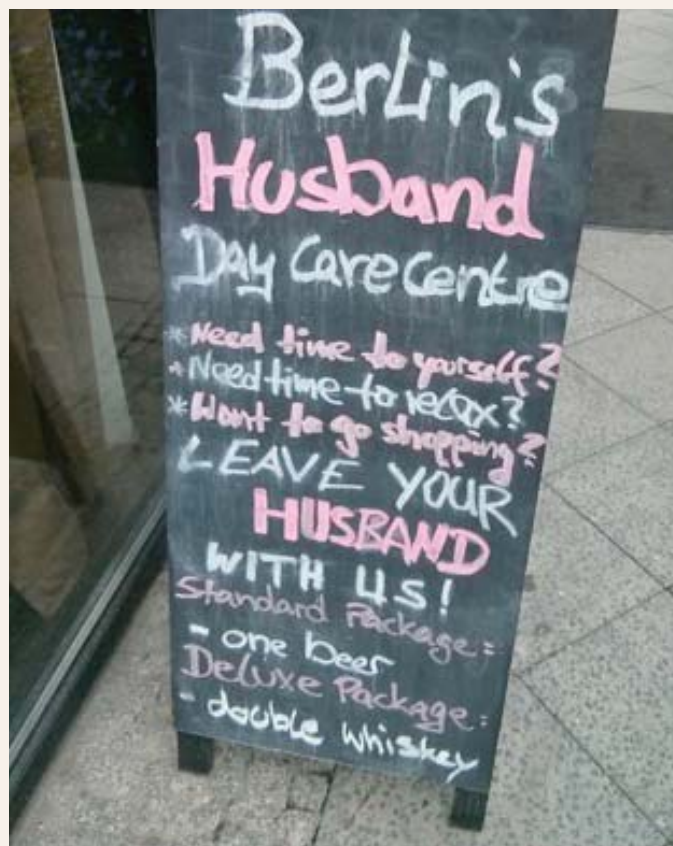 Berlin's
Husband
Day Care Centre
* Need time to yourself?
* Need time to relax?
* Want to go shopping?
LEAVE YOUR
HUSBAND
WITH US!
Standard Package:
- one beer
Deluxe Package:
- double whiskey